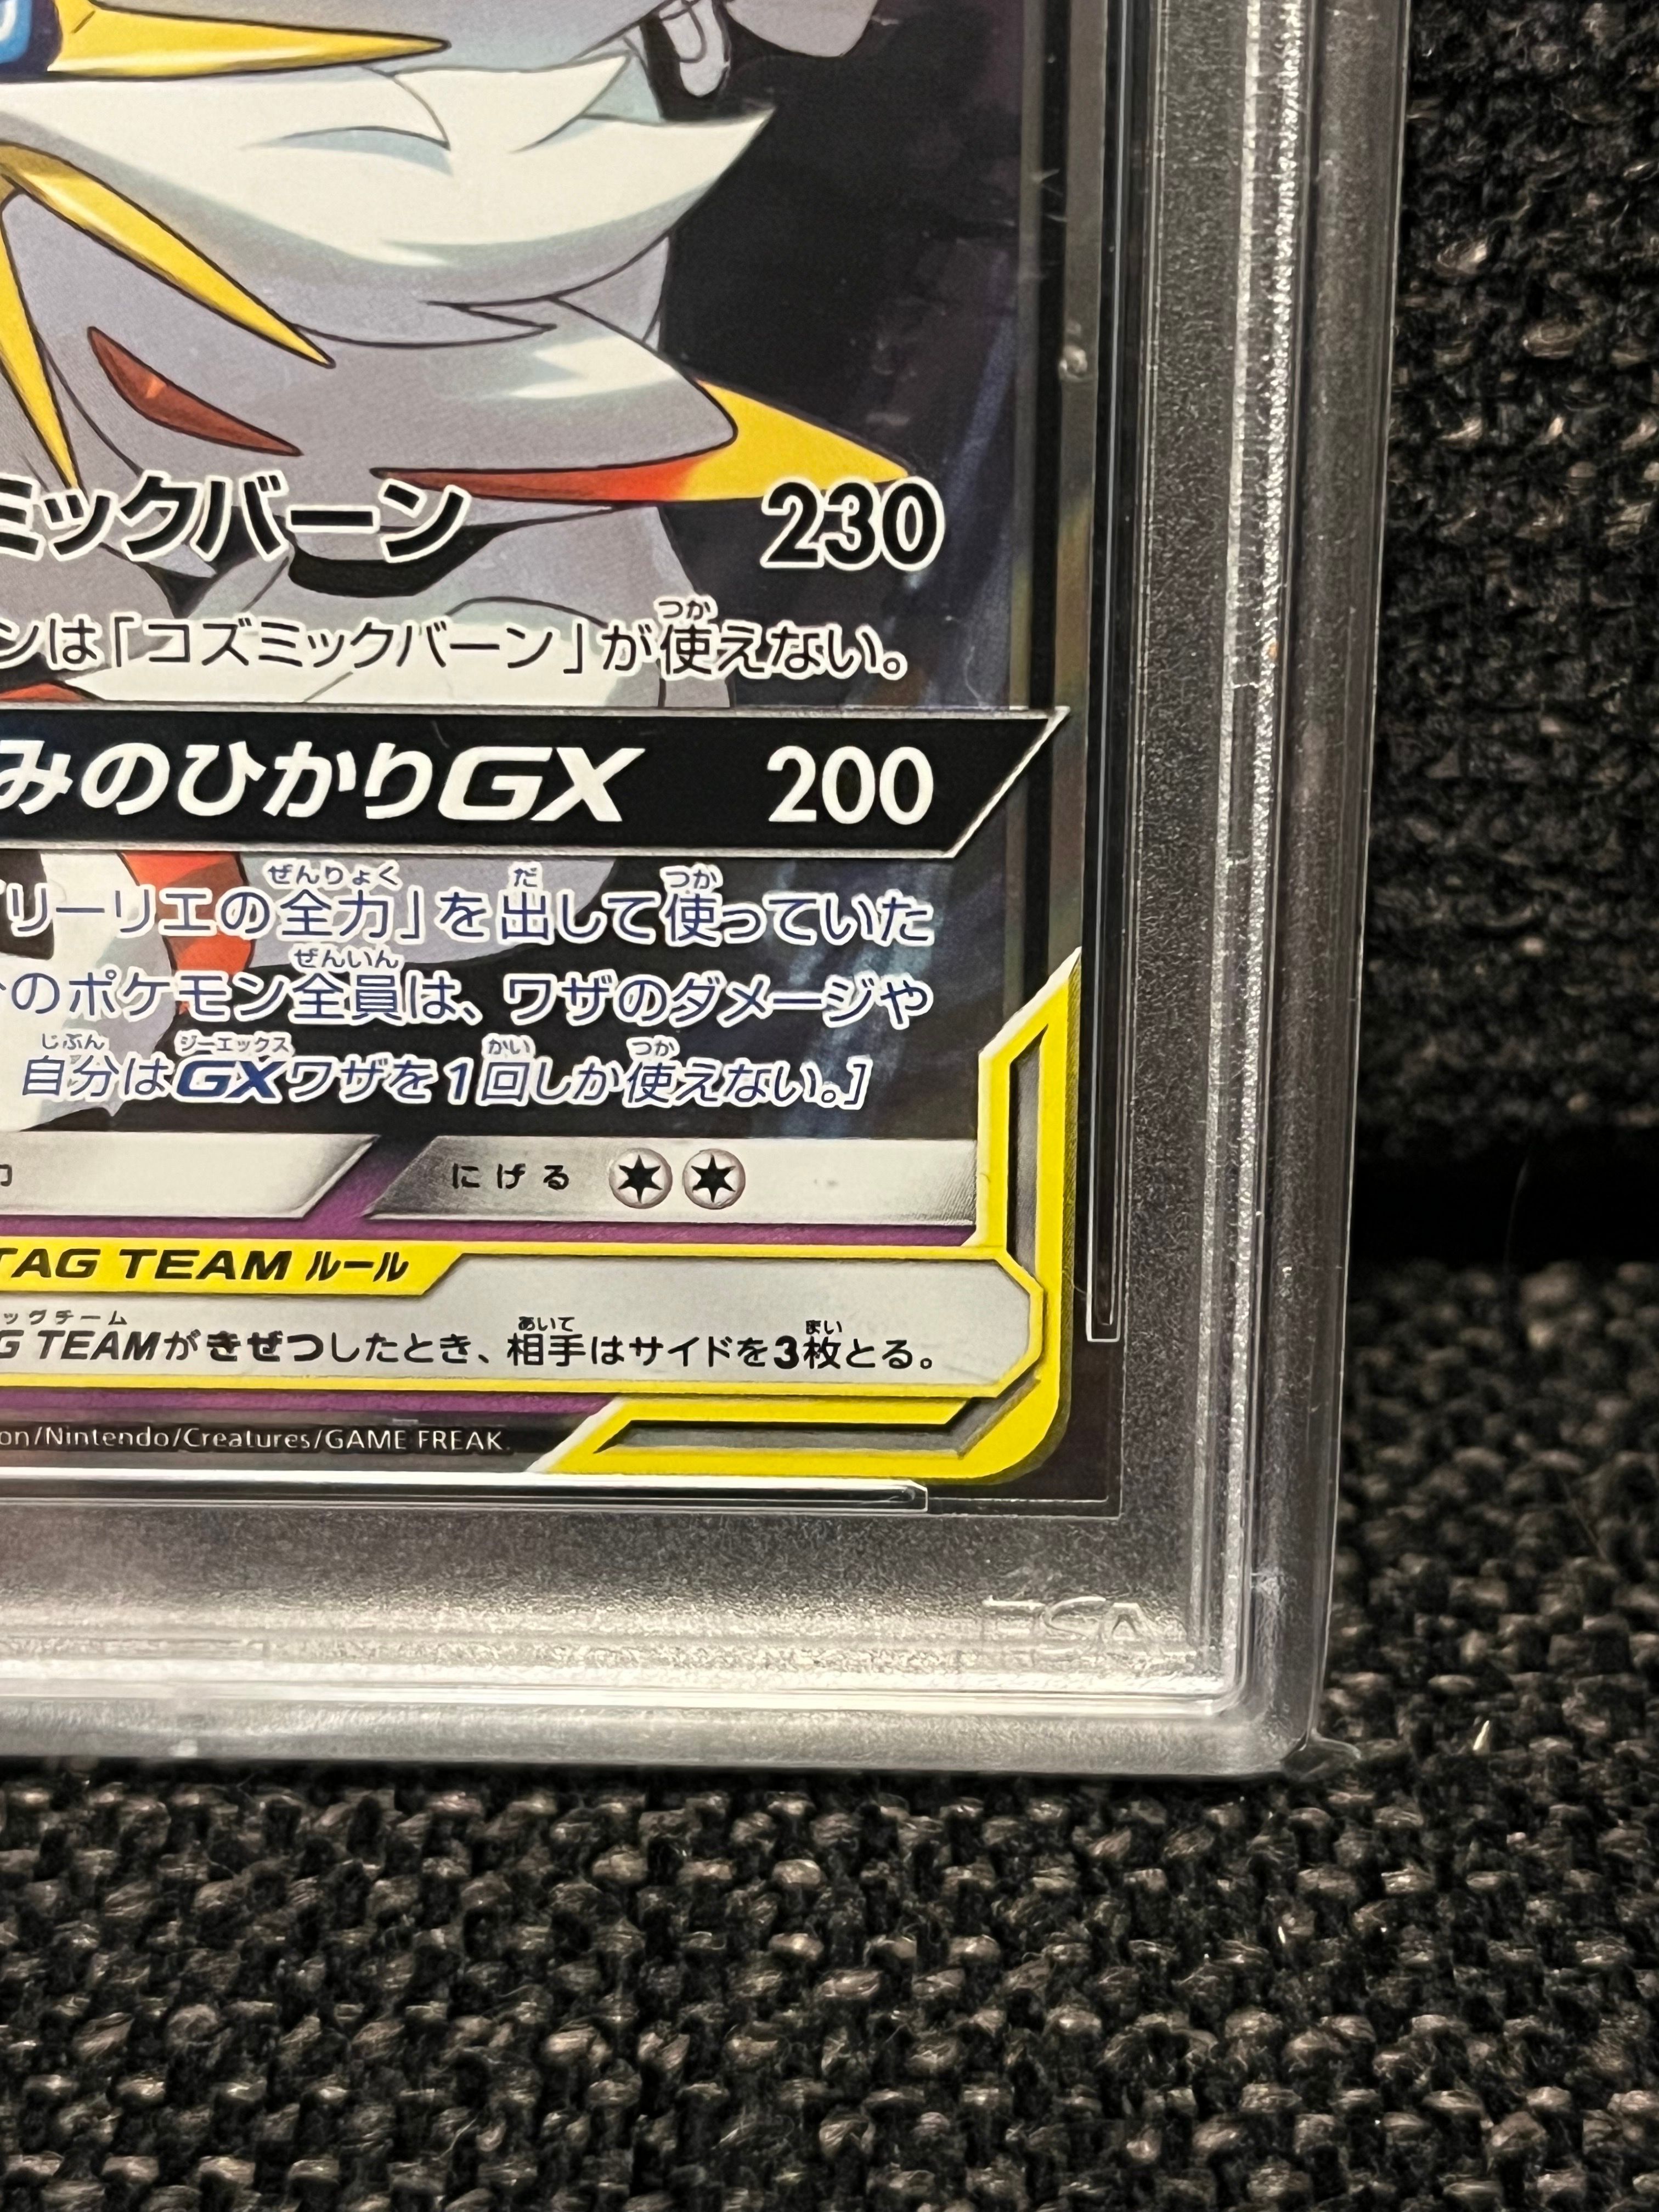 ミックバーン 230
ンは「コズミックバーン」が使えない。
つか
みのひかりGX 200
ぜんりょく だ つか
「リーリエの全力」を出して使っていた
ぜんいん
のポケモン全員は、ワザのダメージや
じぶん ジーエックス かい つか
自分はGXワザを1回しか使えない。]
にげる
TAG TEAM ルール
ッグチーム あいて まい
G TEAMがきぜつしたとき、相手はサイドを3枚とる。
on/Nintendo/Creatures/GAME FREAK.
PSA